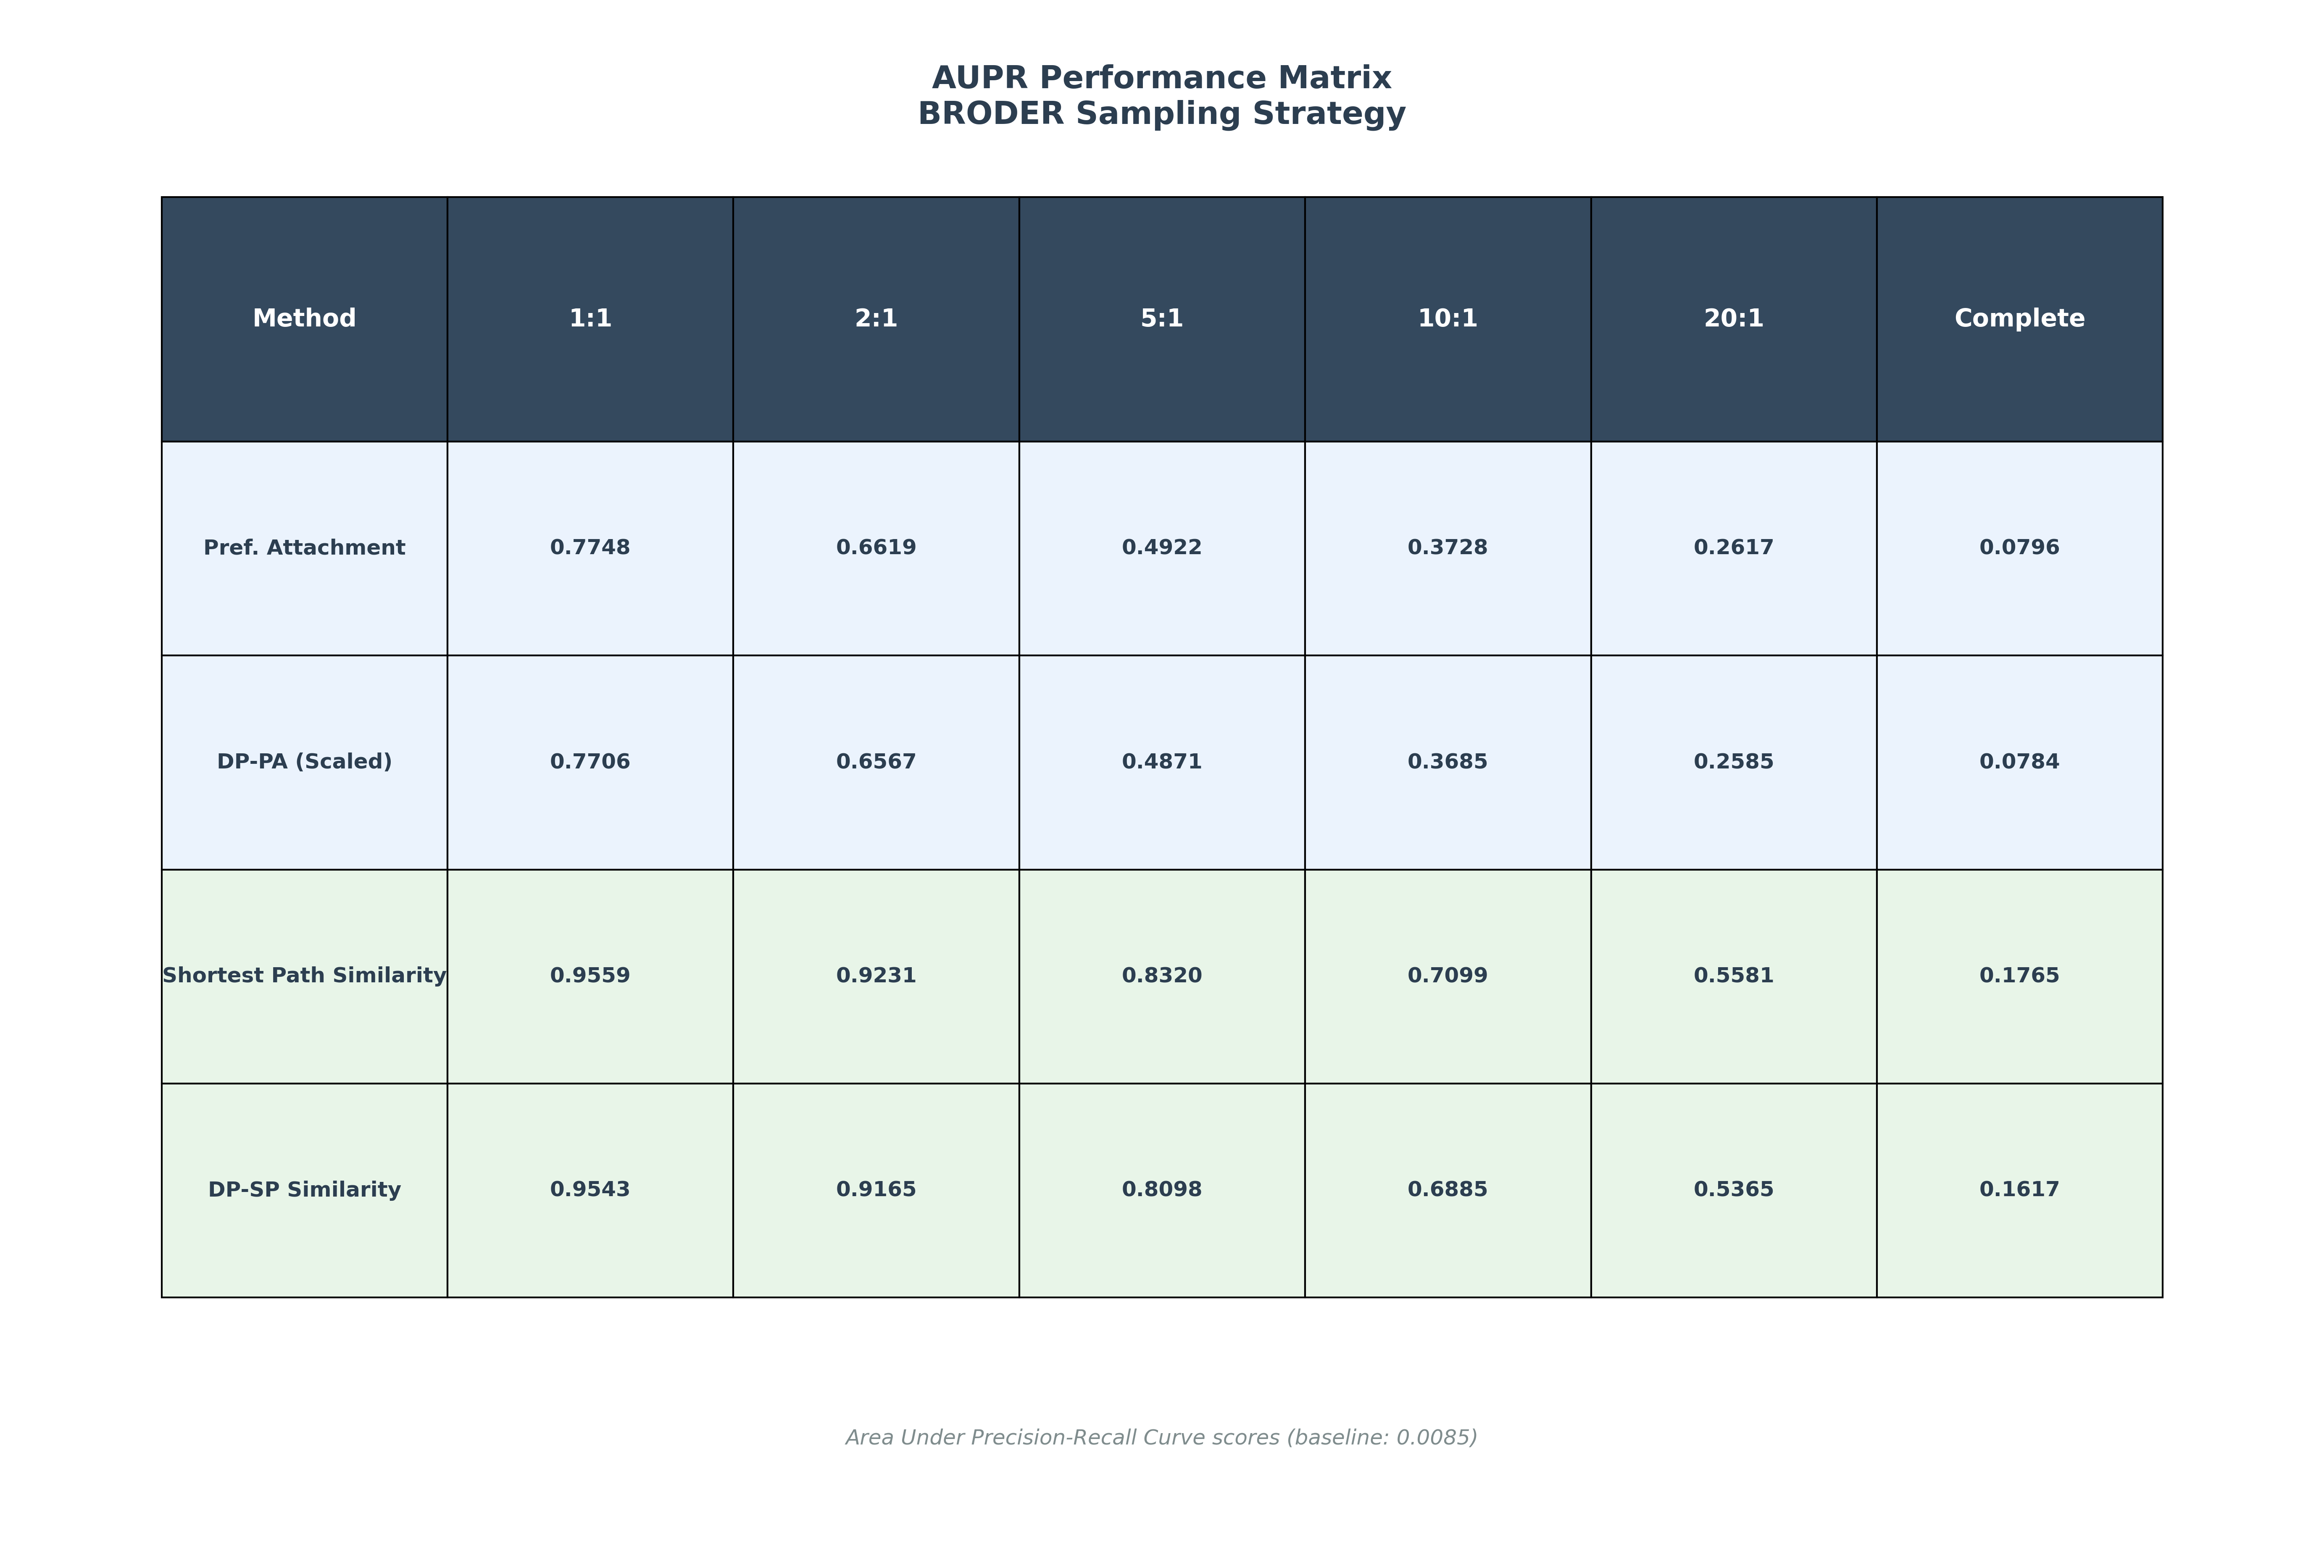 AUPR Performance Matrix
BRODER Sampling Strategy
Method 1:1 2:1 5:1 10:1 20:1 Complete
Pref. Attachment 0.7748 0.6619 0.4922 0.3728 0.2617 0.0796
DP-PA (Scaled) 0.7706 0.6567 0.4871 0.3685 0.2585 0.0784
Shortest Path Similarity 0.9559 0.9231 0.8320 0.7099 0.5581 0.1765
DP-SP Similarity 0.9543 0.9165 0.8098 0.6885 0.5365 0.1617
Area Under Precision-Recall Curve scores (baseline: 0.0085)